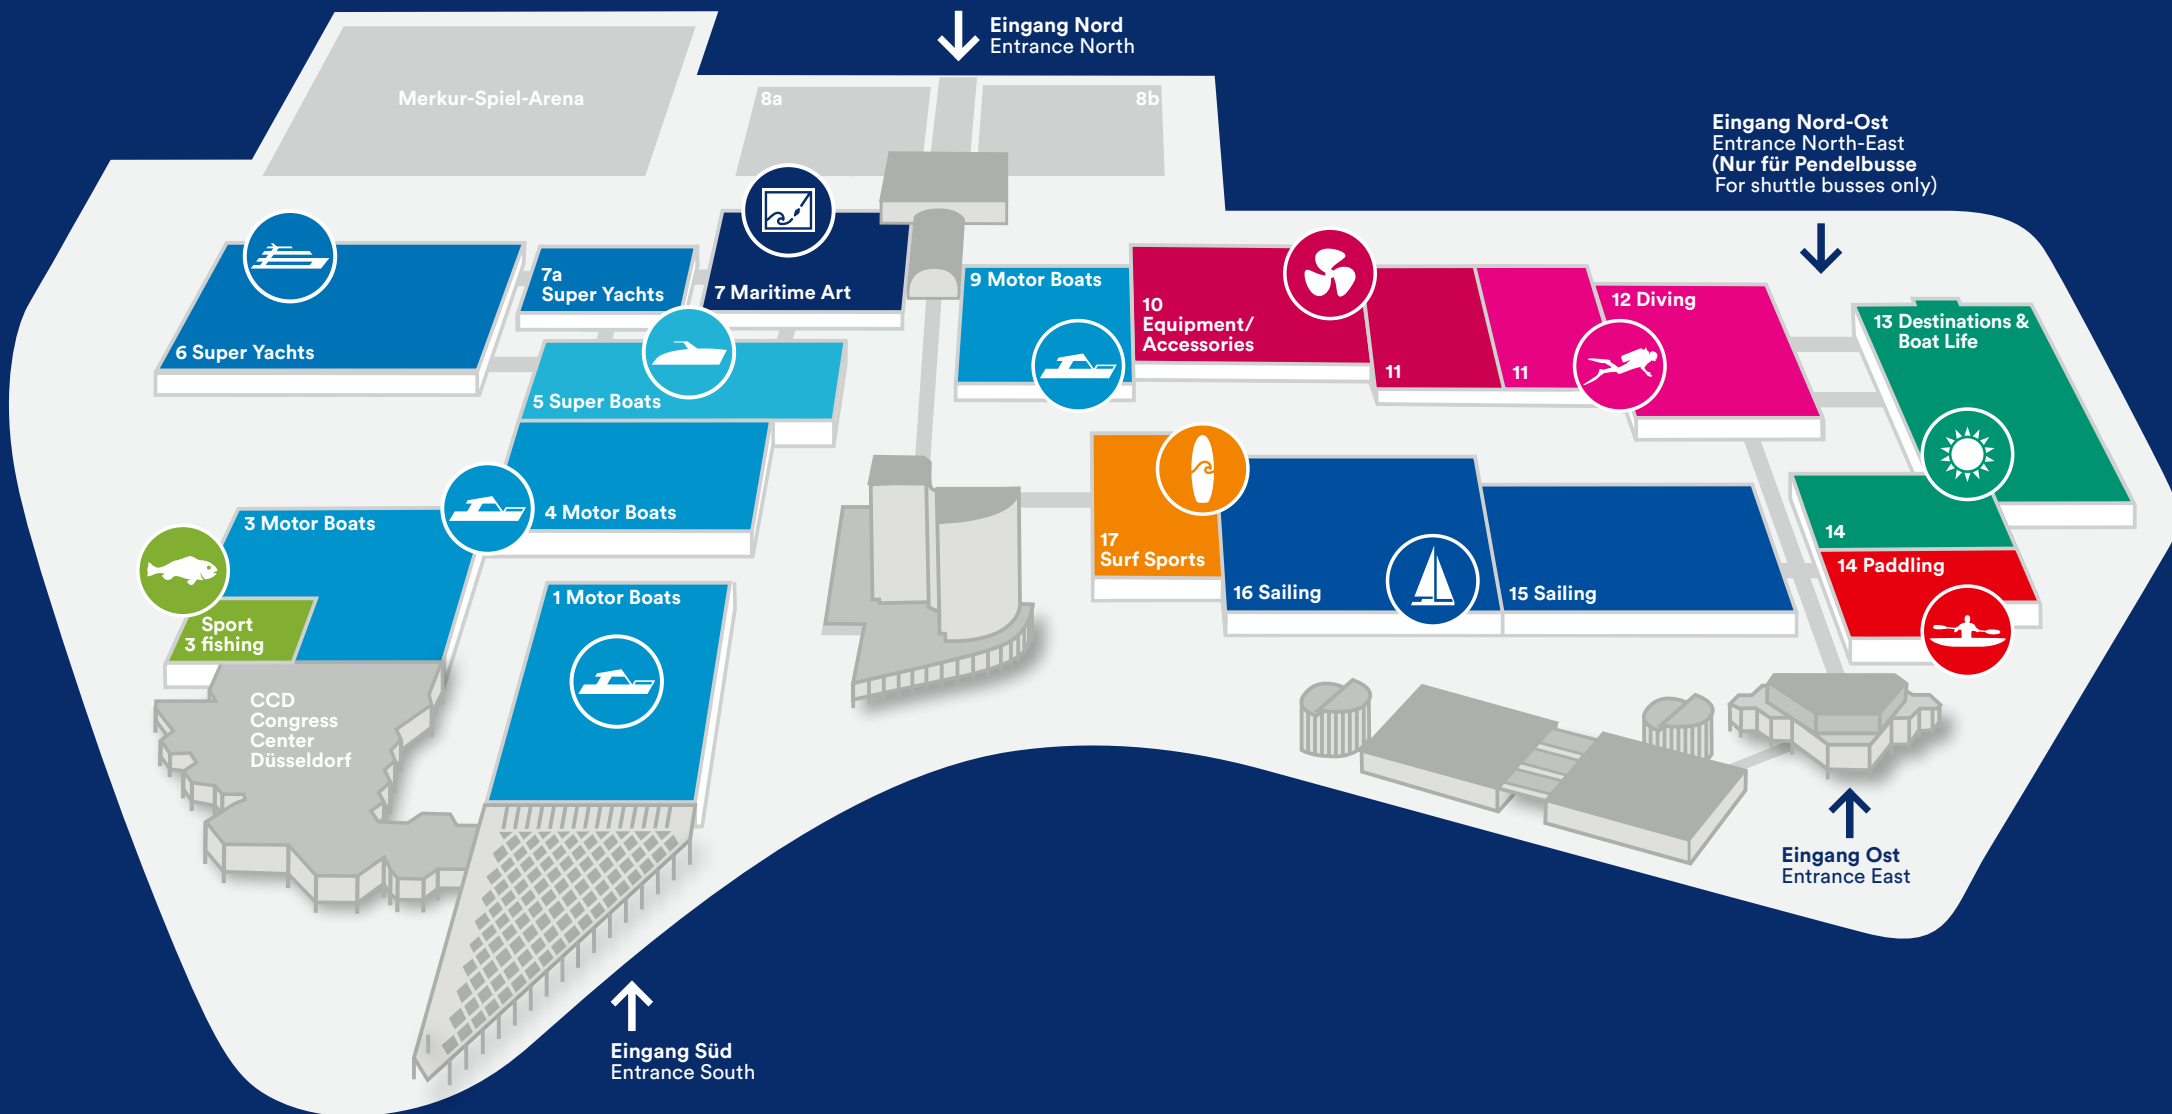 Eingang Nord
Entrance North
Merkur-Spiel-Arena
8a
8b
Eingang Nord-Ost
Entrance North-East
(Nur für Pendelbusse
For shuttle busses only)
7a
Super Yachts
7 Maritime Art
6 Super Yachts
9 Motor Boats
10
Equipment/
Accessories
11
11
12 Diving
13 Destinations &
Boat Life
5 Super Boats
4 Motor Boats
3 Motor Boats
Sport
3 fishing
1 Motor Boats
17
Surf Sports
16 Sailing
15 Sailing
14
14 Paddling
CCD
Congress
Center
Düsseldorf
Eingang Ost
Entrance East
Eingang Süd
Entrance South